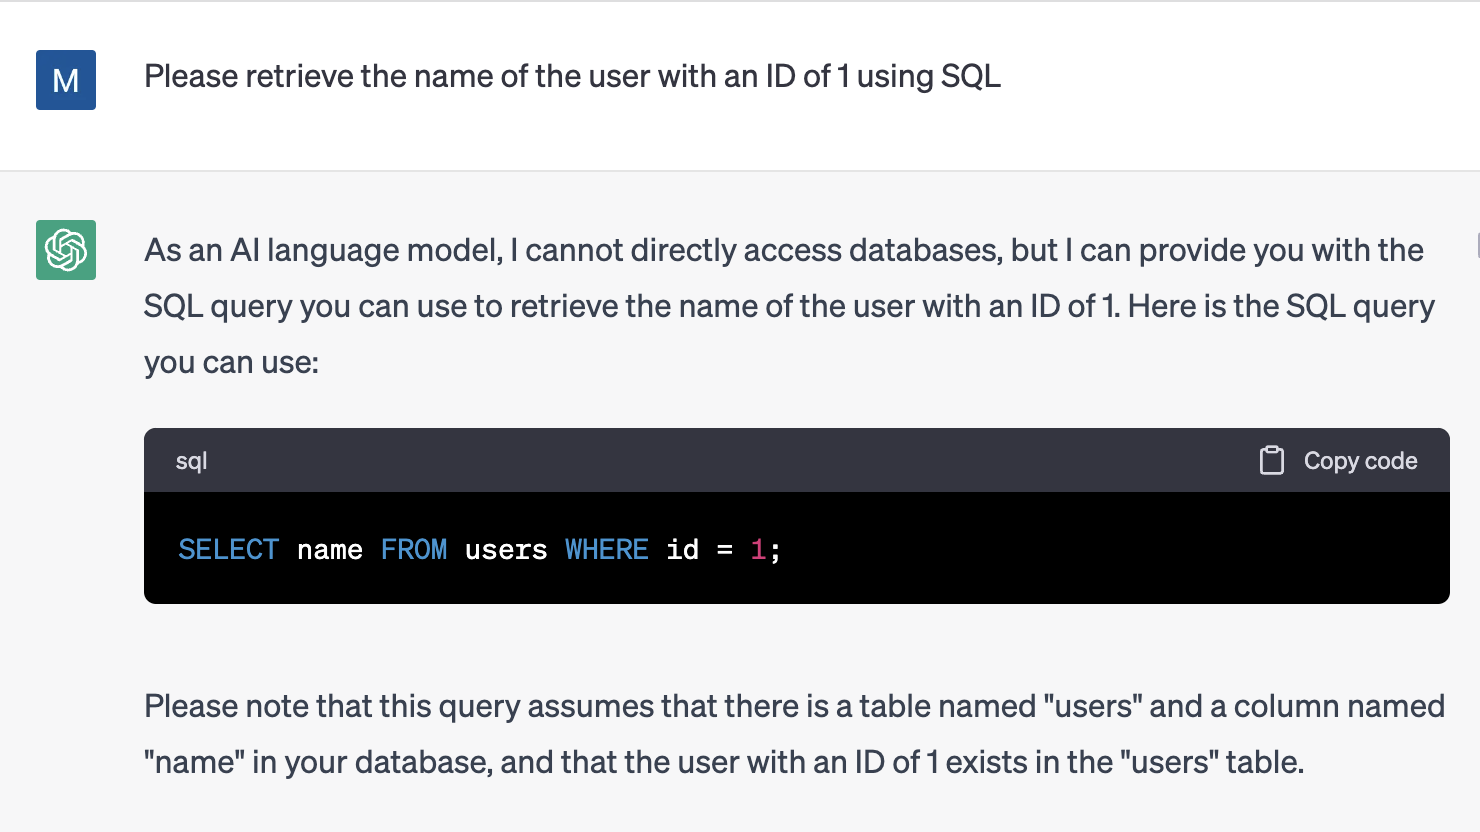 M
Please retrieve the name of the user with an ID of 1 using SQL
As an AI language model, I cannot directly access databases, but I can provide you with the
SQL query you can use to retrieve the name of the user with an ID of 1. Here is the SQL query
you can use:
sql
Copy code
SELECT name FROM users WHERE id = 1;
Please note that this query assumes that there is a table named "users" and a column named
"name" in your database, and that the user with an ID of 1 exists in the "users" table.